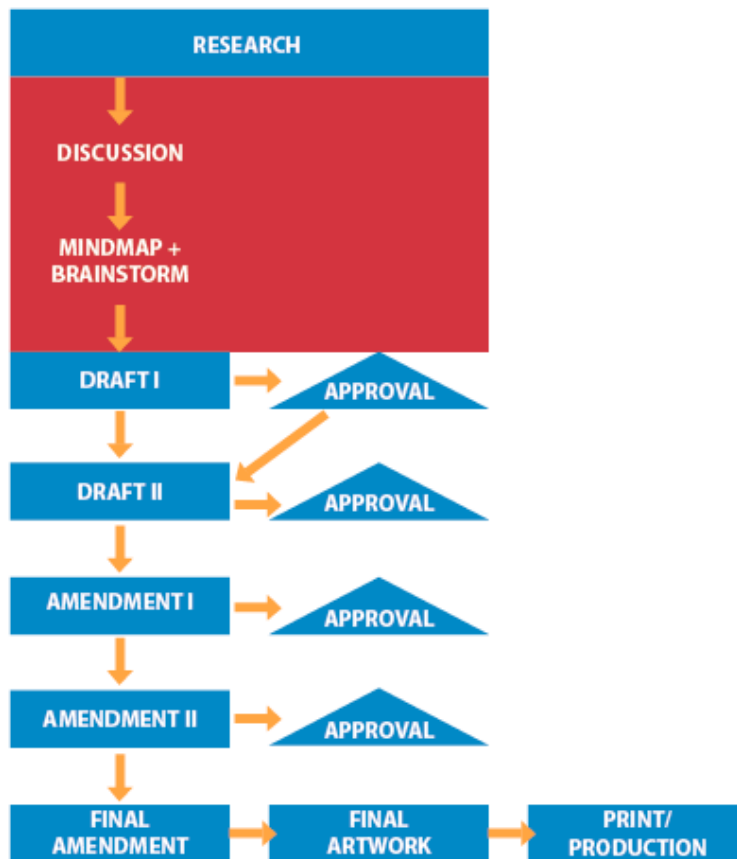 RESEARCH
DISCUSSION
MINDMAP +
BRAINSTORM
DRAFT I
APPROVAL
DRAFT II
APPROVAL
AMENDMENT I
APPROVAL
AMENDMENT II
APPROVAL
FINAL
AMENDMENT
FINAL
ARTWORK
PRINT/
PRODUCTION